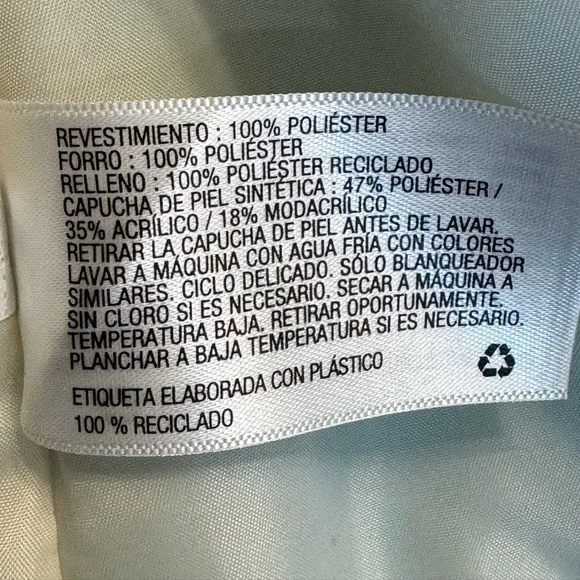 REVESTIMIENTO : 100% POLIÉSTER
FORRO : 100% POLIÉSTER
RELLENO : 100% POLIÉSTER RECICLADO
CAPUCHA DE PIEL SINTÉTICA : 47% POLIÉSTER /
35% ACRÍLICO / 18% MODACRÍLICO
RETIRAR LA CAPUCHA DE PIEL ANTES DE LAVAR.
LAVAR A MÁQUINA CON AGUA FRÍA CON COLORES
SIMILARES. CICLO DELICADO. SÓLO BLANQUEADOR
SIN CLORO SI ES NECESARIO. SECAR A MÁQUINA A
TEMPERATURA BAJA. RETIRAR OPORTUNAMENTE.
PLANCHAR A BAJA TEMPERATURA SI ES NECESARIO.
ETIQUETA ELABORADA CON PLÁSTICO
100 % RECICLADO